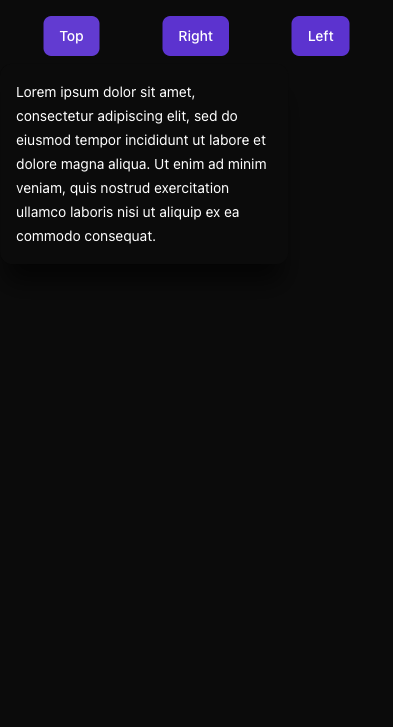 Top Right Left
Lorem ipsum dolor sit amet,
consectetur adipiscing elit, sed do
eiusmod tempor incididunt ut labore et
dolore magna aliqua. Ut enim ad minim
veniam, quis nostrud exercitation
ullamco laboris nisi ut aliquip ex ea
commodo consequat.